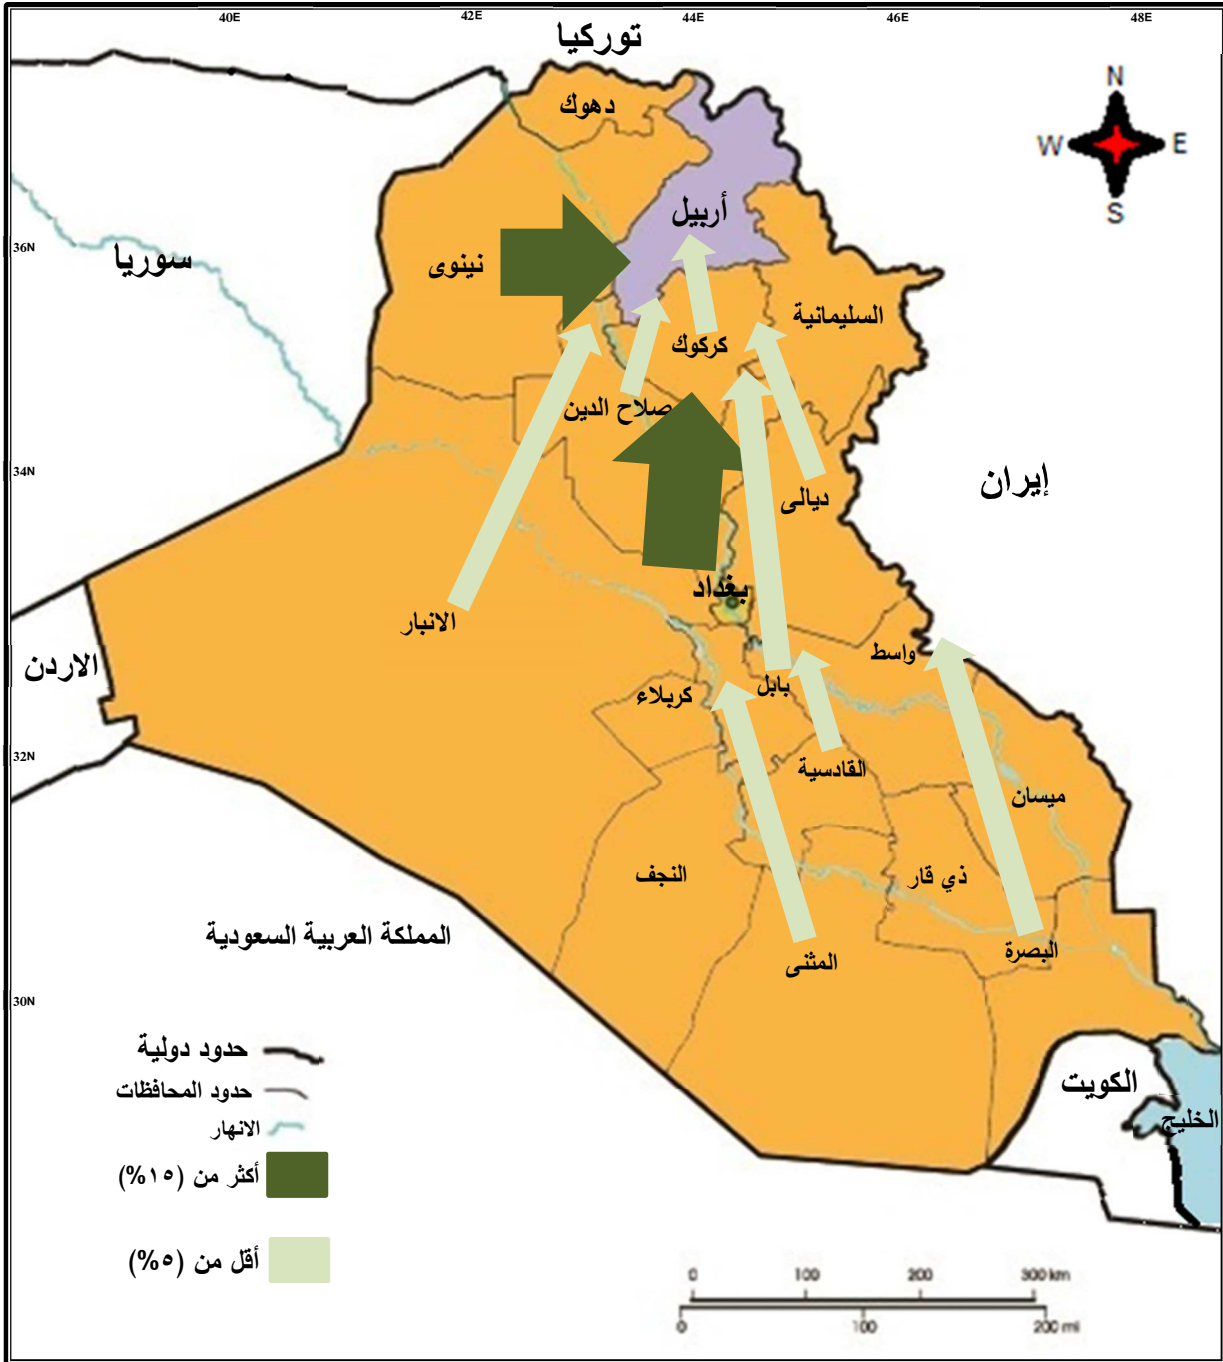 40E
42E
44E
46E
48E
توركيا
دهوك
N
W
E
S
أربيل
36N
سوريا
نينوى
السليمانية
كركوك
صلاح الدين
34N
إيران
ديالى
بغداد
الانبار
واسط
الاردن
كربلاء
بابل
32N
القادسية
ميسان
النجف
ذي قار
المملكة العربية السعودية
البصرة
المثنى
30N
حدود دولية
الكويت
حدود المحافظات
الخليج
الانهار
أكثر من (١٥%)
أقل من (٥%)
0 100 200 300 km
0 100 200 mi